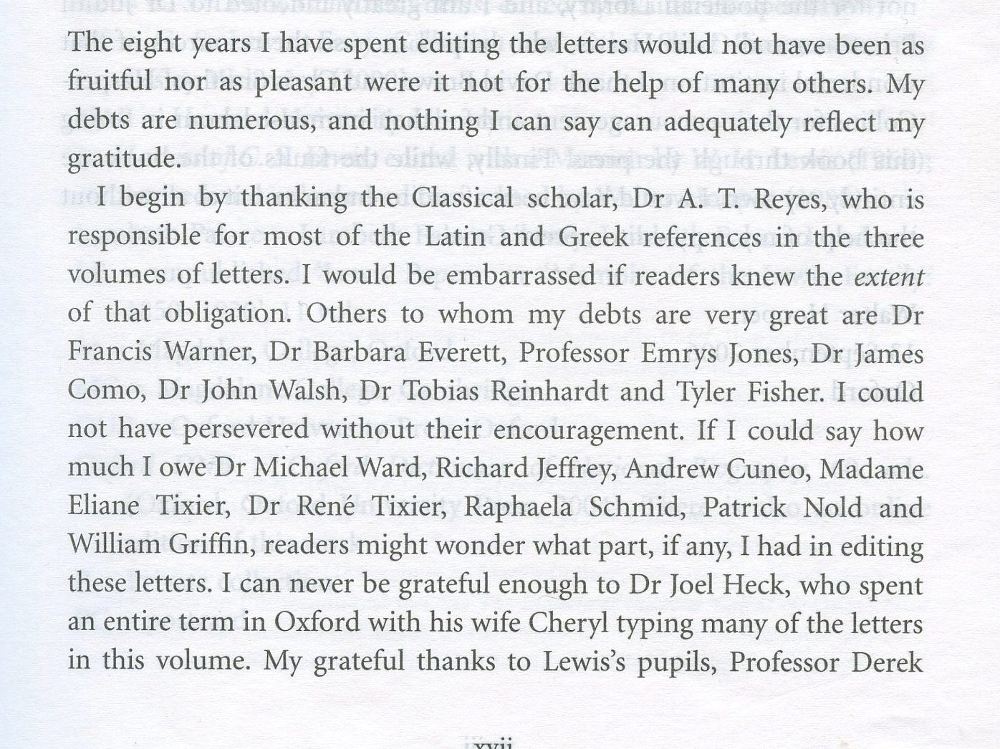 The eight years I have spent editing the letters would not have been as
fruitful nor as pleasant were it not for the help of many others. My
debts are numerous, and nothing I can say can adequately reflect my
gratitude.
I begin by thanking the Classical scholar, Dr A. T. Reyes, who is
responsible for most of the Latin and Greek references in the three
volumes of letters. I would be embarrassed if readers knew the extent
of that obligation. Others to whom my debts are very great are Dr
Francis Warner, Dr Barbara Everett, Professor Emrys Jones, Dr James
Como, Dr John Walsh, Dr Tobias Reinhardt and Tyler Fisher. I could
not have persevered without their encouragement. If I could say how
much I owe Dr Michael Ward, Richard Jeffrey, Andrew Cuneo, Madame
Eliane Tixier, Dr René Tixier, Raphaela Schmid, Patrick Nold and
William Griffin, readers might wonder what part, if any, I had in editing
these letters. I can never be grateful enough to Dr Joel Heck, who spent
an entire term in Oxford with his wife Cheryl typing many of the letters
in this volume. My grateful thanks to Lewis's pupils, Professor Derek
xvii